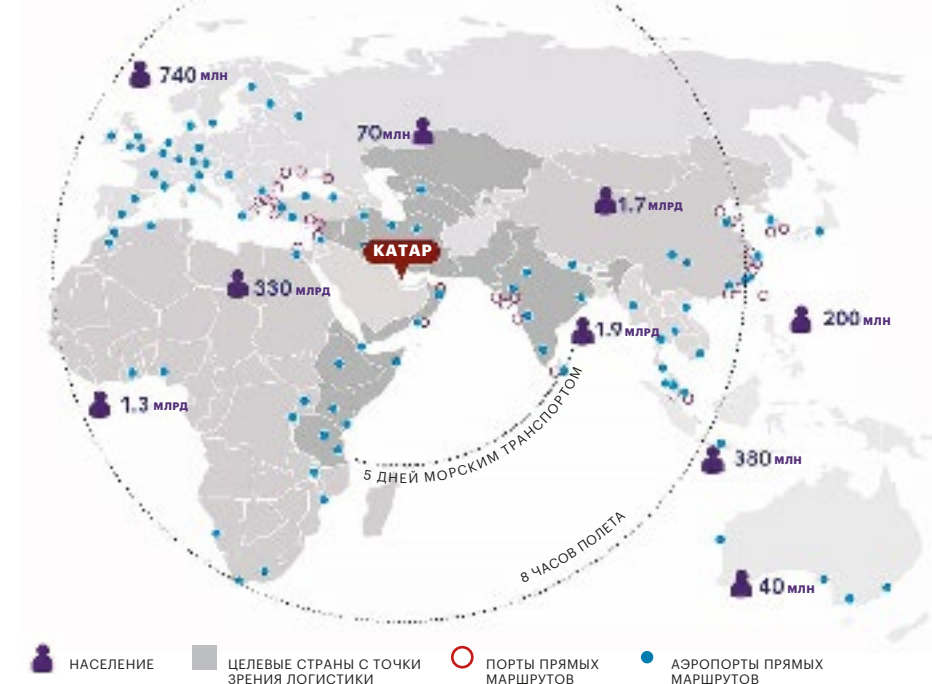 740 МЛН
70МЛН
1.7 МЛРД
КАТАР
330 МЛРД
200 МЛН
1.9 МЛРД
1.3 МЛРД
5 ДНЕЙ МОРСКИМ ТРАНСПОРТОМ
380 МЛН
8 ЧАСОВ ПОЛЕТА
40 МЛН
НАСЕЛЕНИЕ
ЦЕЛЕВЫЕ СТРАНЫ С ТОЧКИ
ЗРЕНИЯ ЛОГИСТИКИ
ПОРТЫ ПРЯМЫХ
МАРШРУТОВ
АЭРОПОРТЫ ПРЯМЫХ
МАРШРУТОВ